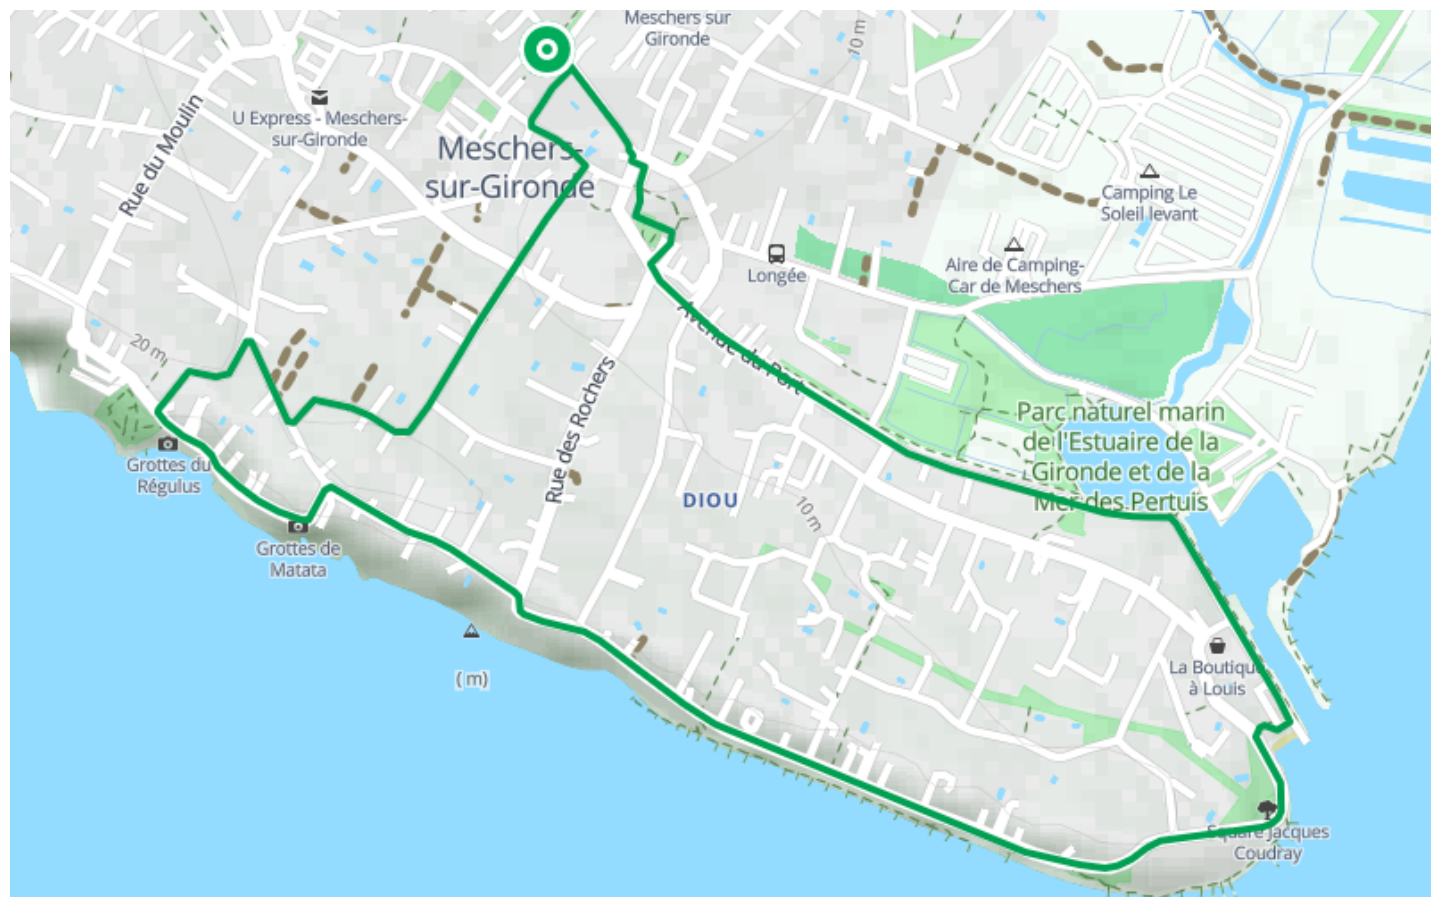 Meschers sur
Gironde
10 m
Rue du Moulin
U Express - Meschers-
sur-Gironde
Meschers-
sur-Gironde
Camping Le
Soleil levant
Longée
Aire de Camping-
Car de Meschers
20 m
Avenue du Port
Rue des Rochers
Parc naturel marin
de l'Estuaire de la
Gironde et de la
Mer des Pertuis
Grottes du
Régulus
DIOU
10 m
Grottes de
Matata
( m)
La Boutique
à Louis
Square Jacques
Coudray